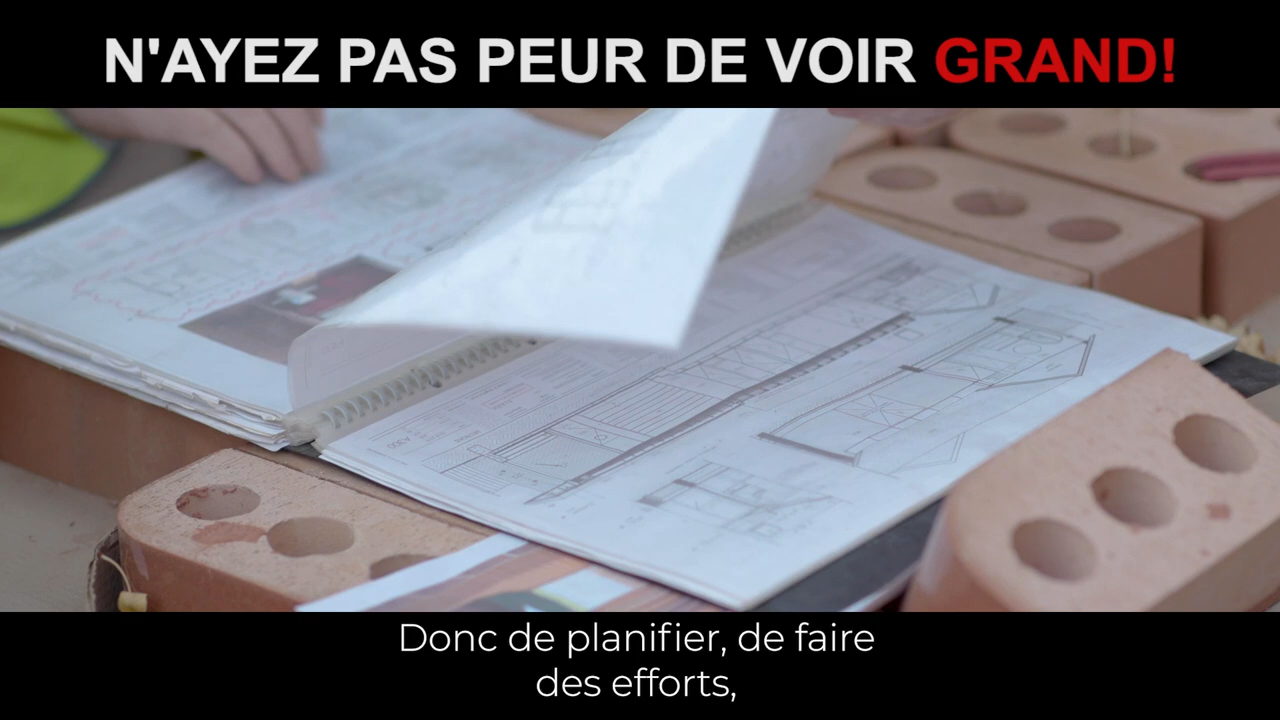 N'AYEZ PAS PEUR DE VOIR GRAND!
Donc de planifier, de faire
des efforts,